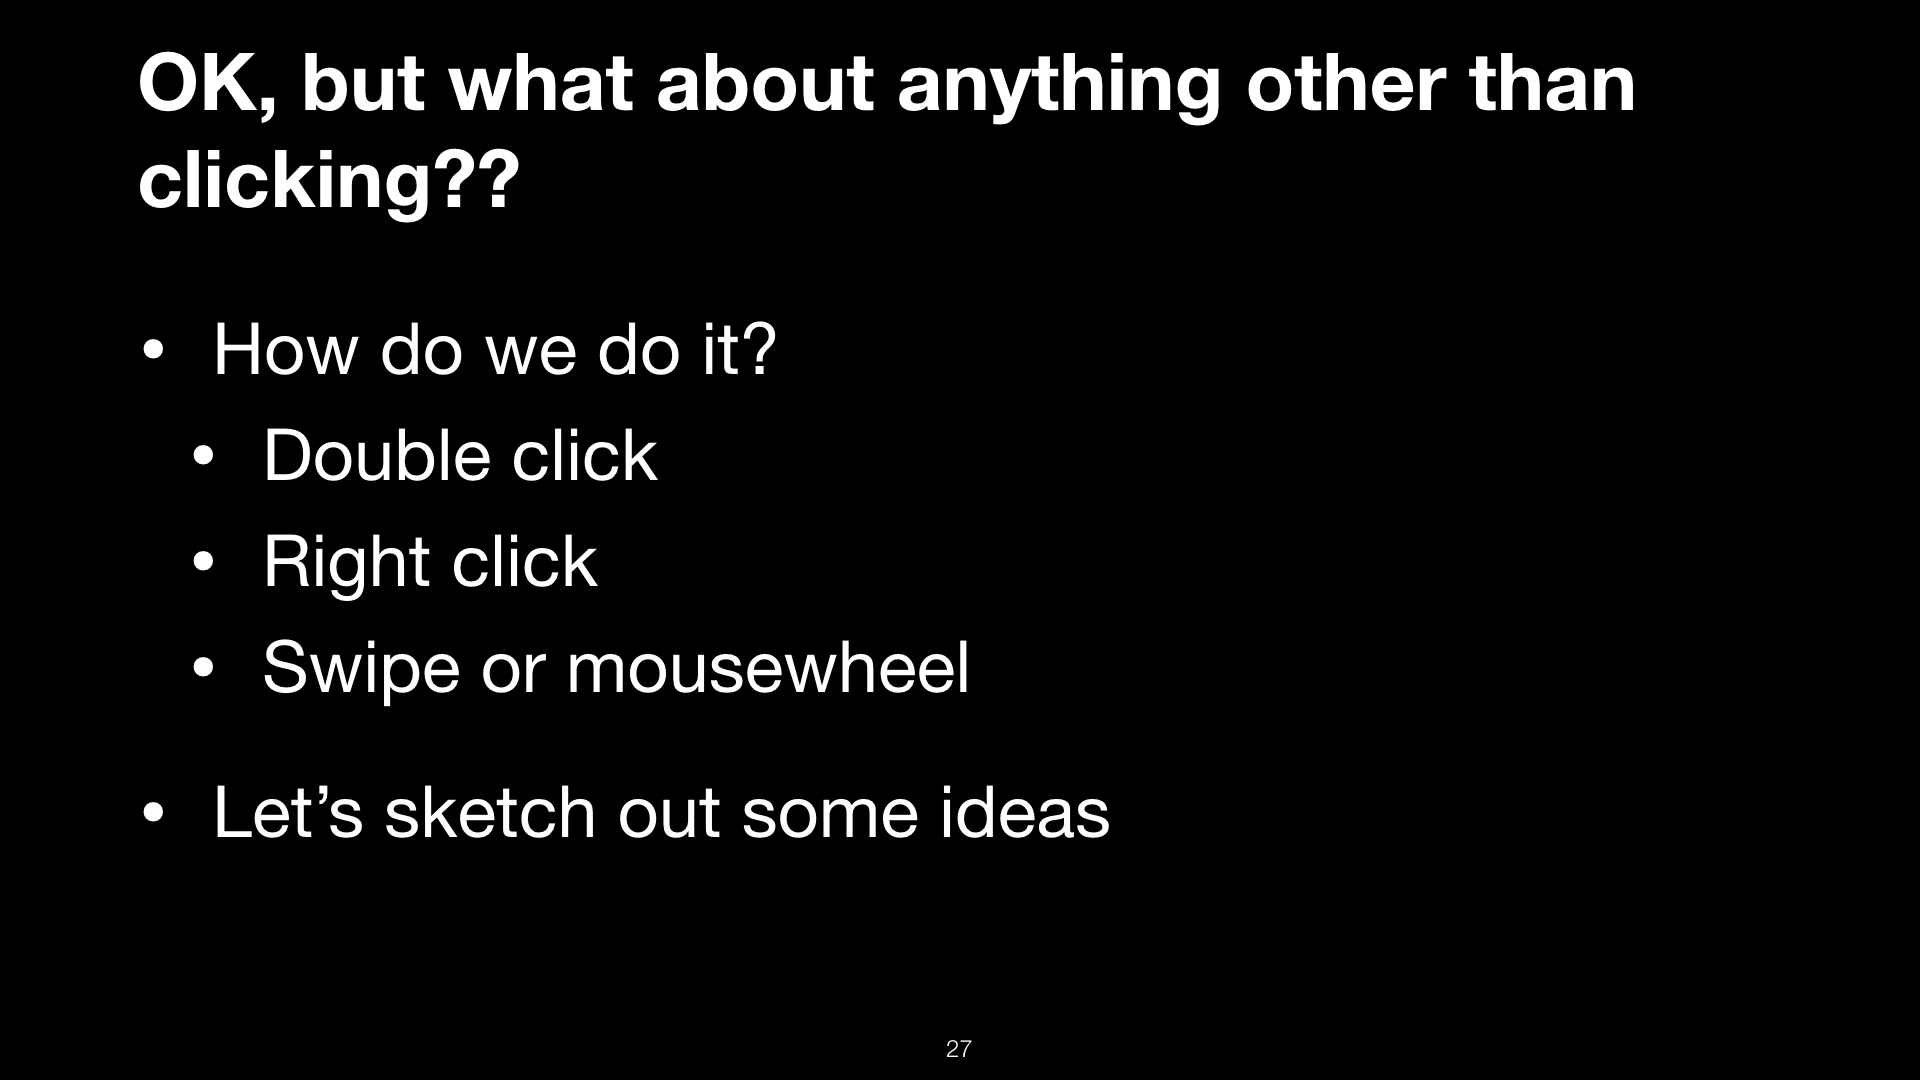 OK, but what about anything other than
clicking??
• How do we do it?
• Double click
• Right click
• Swipe or mousewheel
• Let’s sketch out some ideas
27